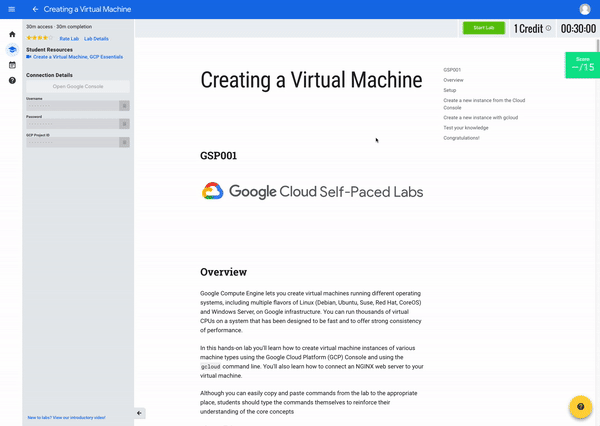 Creating a Virtual Machine
30m access · 30m completion
Rate Lab
Lab Details
Student Resources
Create a Virtual Machine, GCP Essentials
Connection Details
Open Google Console
Username
Password
GCP Project ID
New to labs? View our introductory video!
Start Lab
1 Credit
00:30:00
Score
—/15
Creating a Virtual Machine
GSP001
Google Cloud Self-Paced Labs
Overview
Google Compute Engine lets you create virtual machines running different operating
systems, including multiple flavors of Linux (Debian, Ubuntu, Suse, Red Hat, CoreOS)
and Windows Server, on Google infrastructure. You can run thousands of virtual
CPUs on a system that has been designed to be fast and to offer strong consistency
of performance.
In this hands-on lab you'll learn how to create virtual machine instances of various
machine types using the Google Cloud Platform (GCP) Console and using the
gcloud command line. You'll also learn how to connect an NGINX web server to your
virtual machine.
Although you can easily copy and paste commands from the lab to the appropriate
place, students should type the commands themselves to reinforce their
understanding of the core concepts
GSP001
Overview
Setup
Create a new instance from the Cloud
Console
Create a new instance with gcloud
Test your knowledge
Congratulations!